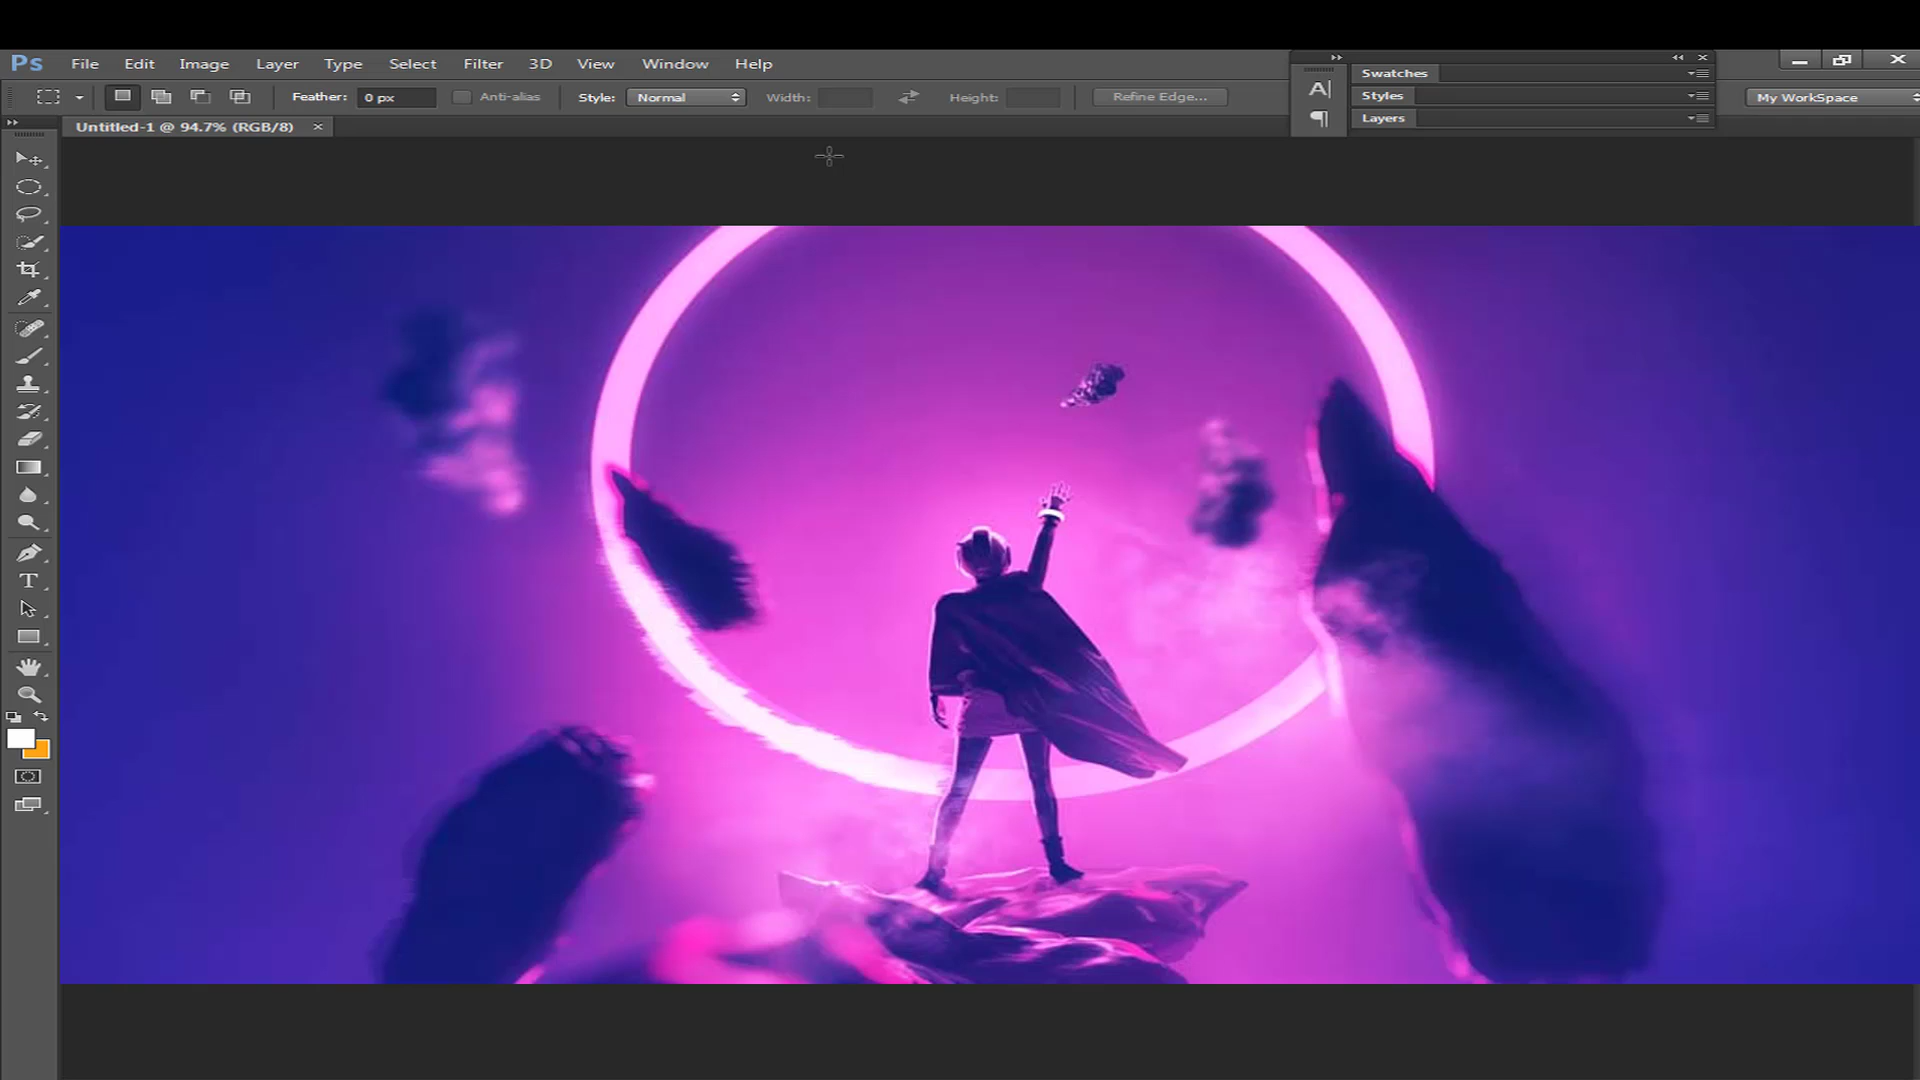 Ps File Edit Image Layer Type Select Filter 3D View Window Help
Swatches
Feather: 0 px Anti-alias Style: Normal Width: Height: Refine Edge... Styles My WorkSpace
Untitled-1 @ 94.7% (RGB/8) × Layers